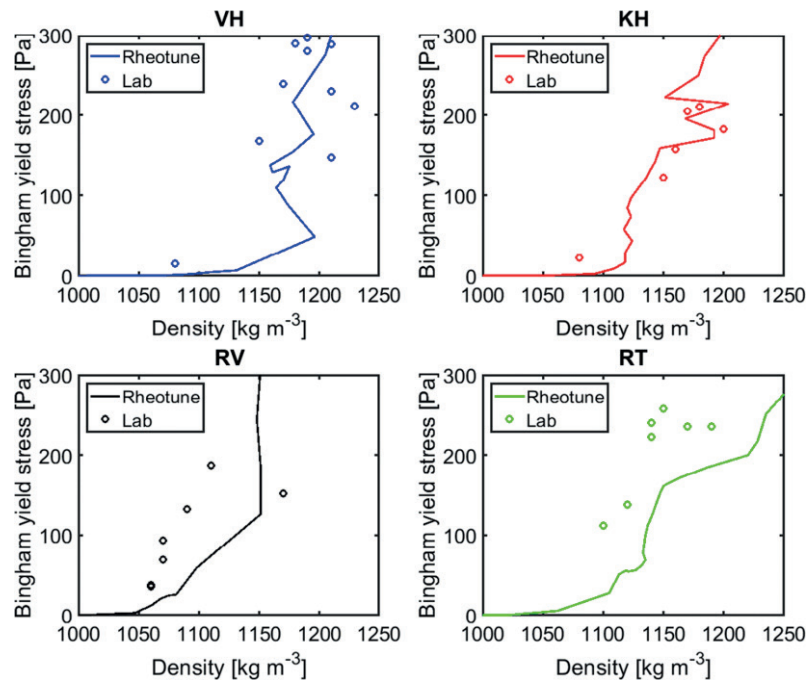 VH
Bingham yield stress [Pa]
300
200
100
0
Rheotune
Lab
1000 1050 1100 1150 1200 1250
Density [kg m⁻³]
KH
Bingham yield stress [Pa]
300
200
100
0
Rheotune
Lab
1000 1050 1100 1150 1200 1250
Density [kg m⁻³]
RV
Bingham yield stress [Pa]
300
200
100
0
Rheotune
Lab
1000 1050 1100 1150 1200 1250
Density [kg m⁻³]
RT
Bingham yield stress [Pa]
300
200
100
0
Rheotune
Lab
1000 1050 1100 1150 1200 1250
Density [kg m⁻³]